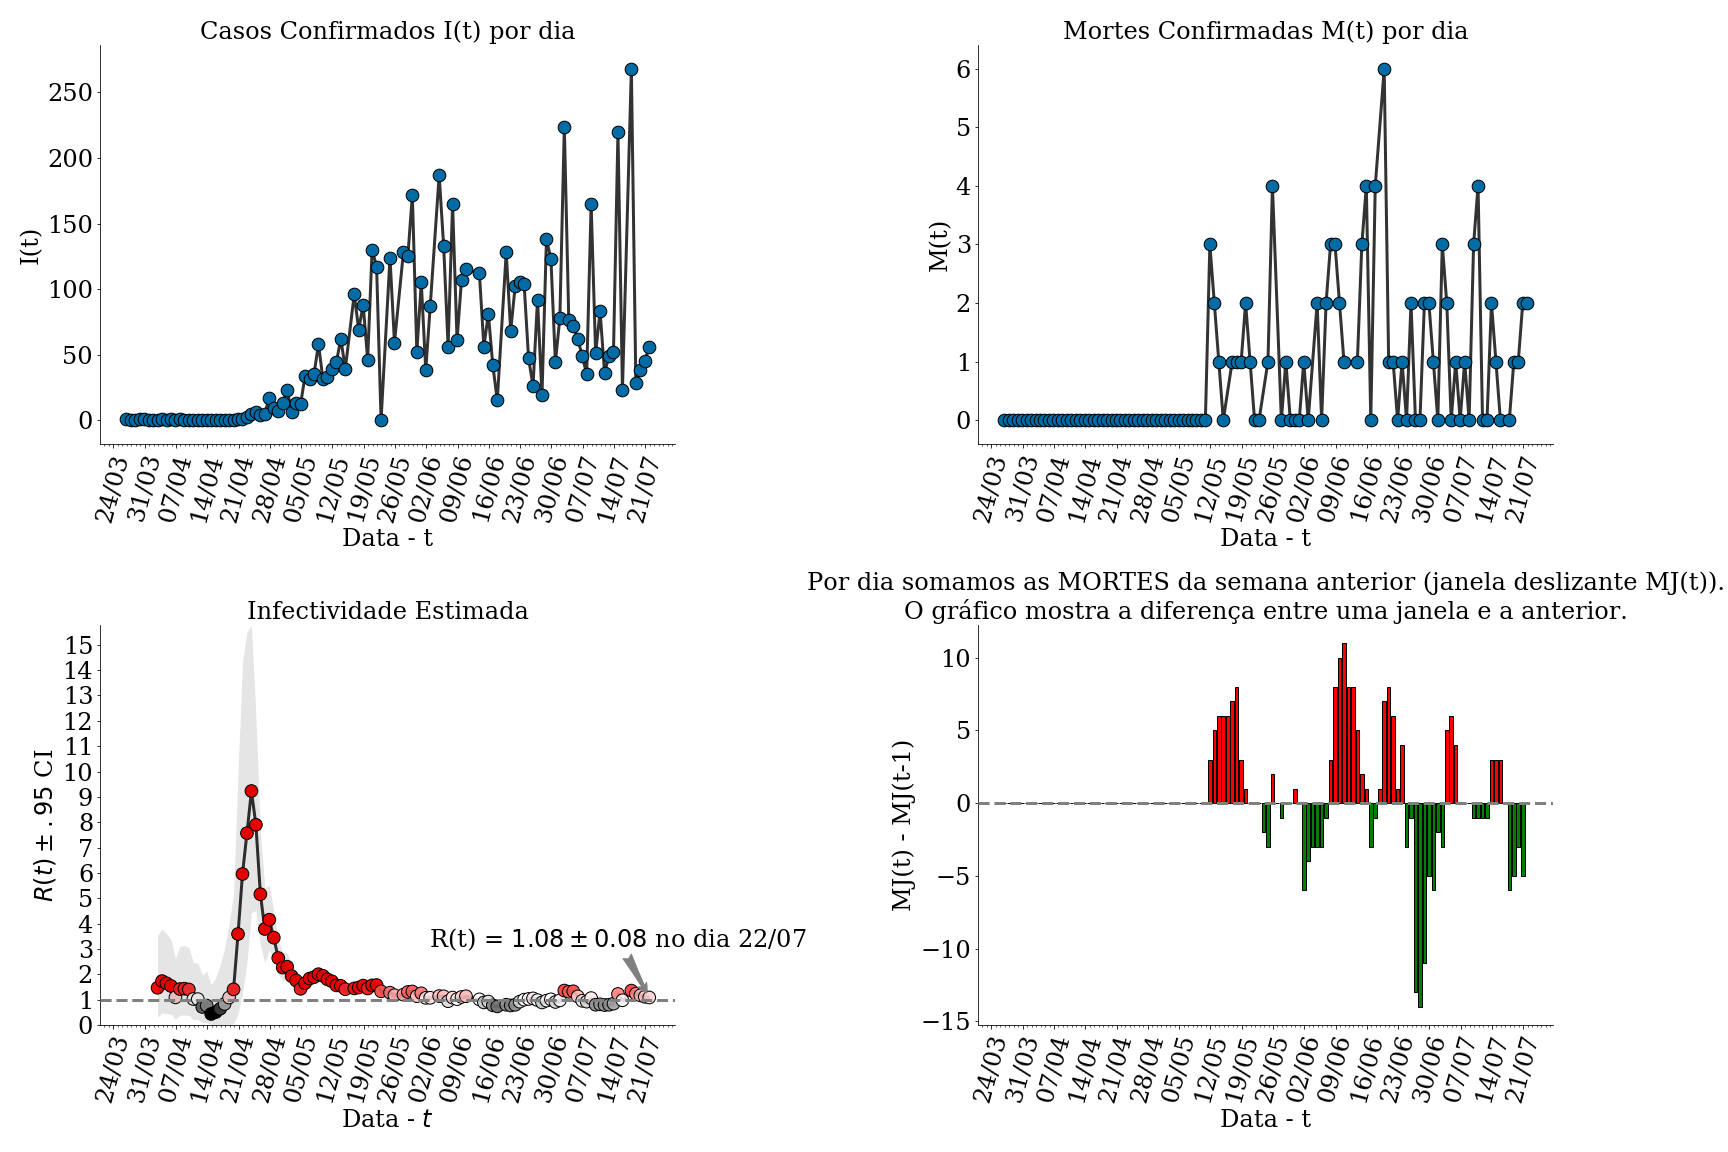 Casos Confirmados I(t) por dia
I(t)
250
200
150
100
50
0
24/03 31/03 07/04 14/04 21/04 28/04 05/05 12/05 19/05 26/05 02/06 09/06 16/06 23/06 30/06 07/07 14/07 21/07
Data - t
Mortes Confirmadas M(t) por dia
M(t)
6
5
4
3
2
1
0
24/03 31/03 07/04 14/04 21/04 28/04 05/05 12/05 19/05 26/05 02/06 09/06 16/06 23/06 30/06 07/07 14/07 21/07
Data - t
Infectividade Estimada
R(t) ± .95 CI
15
14
13
12
11
10
9
8
7
6
5
4
3
2
1
0
R(t) = 1.08 ± 0.08 no dia 22/07
24/03 31/03 07/04 14/04 21/04 28/04 05/05 12/05 19/05 26/05 02/06 09/06 16/06 23/06 30/06 07/07 14/07 21/07
Data - t
Por dia somamos as MORTES da semana anterior (janela deslizante MJ(t)).
O gráfico mostra a diferença entre uma janela e a anterior.
MJ(t) - MJ(t-1)
10
5
0
−5
−10
−15
24/03 31/03 07/04 14/04 21/04 28/04 05/05 12/05 19/05 26/05 02/06 09/06 16/06 23/06 30/06 07/07 14/07 21/07
Data - t